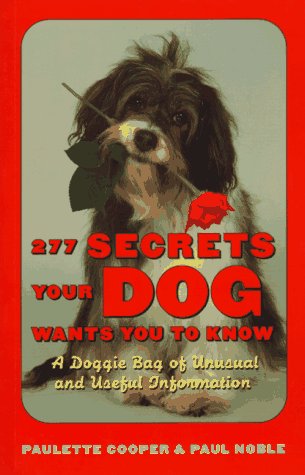 277 SECRETS
YOUR DOG
WANTS YOU TO KNOW
A Doggie Bag of Unusual
and Useful Information
PAULETTE COOPER & PAUL NOBLE